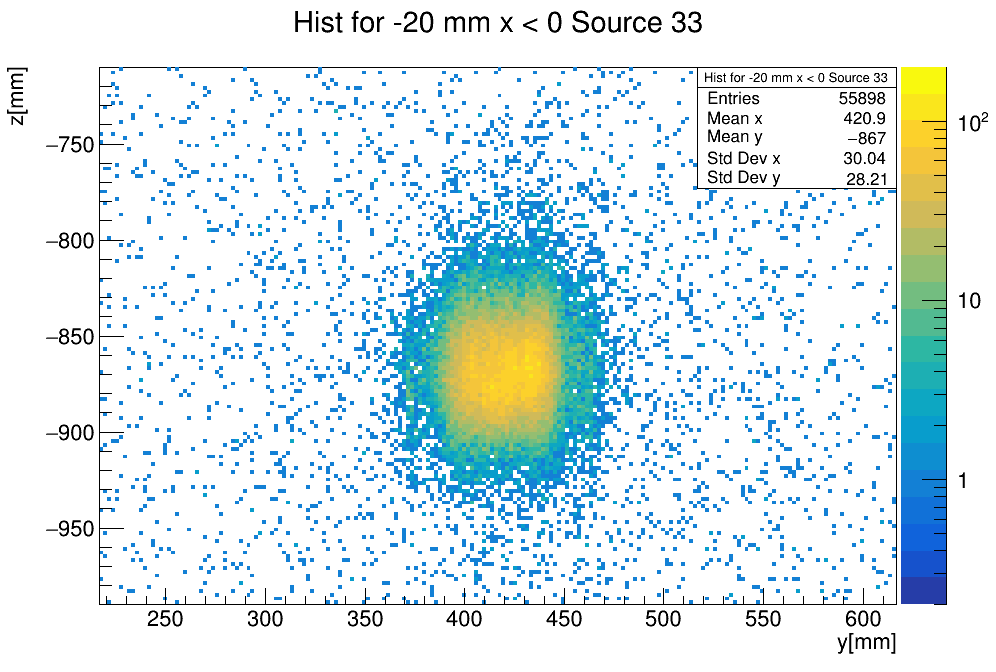 Hist for -20 mm x < 0 Source 33
z[mm]
Hist for -20 mm x < 0 Source 33
Entries 55898
Mean x 420.9
Mean y −867
Std Dev x 30.04
Std Dev y 28.21
−750
−800
−850
−900
−950
250 300 350 400 450 500 550 600
y[mm]
10²
10
1